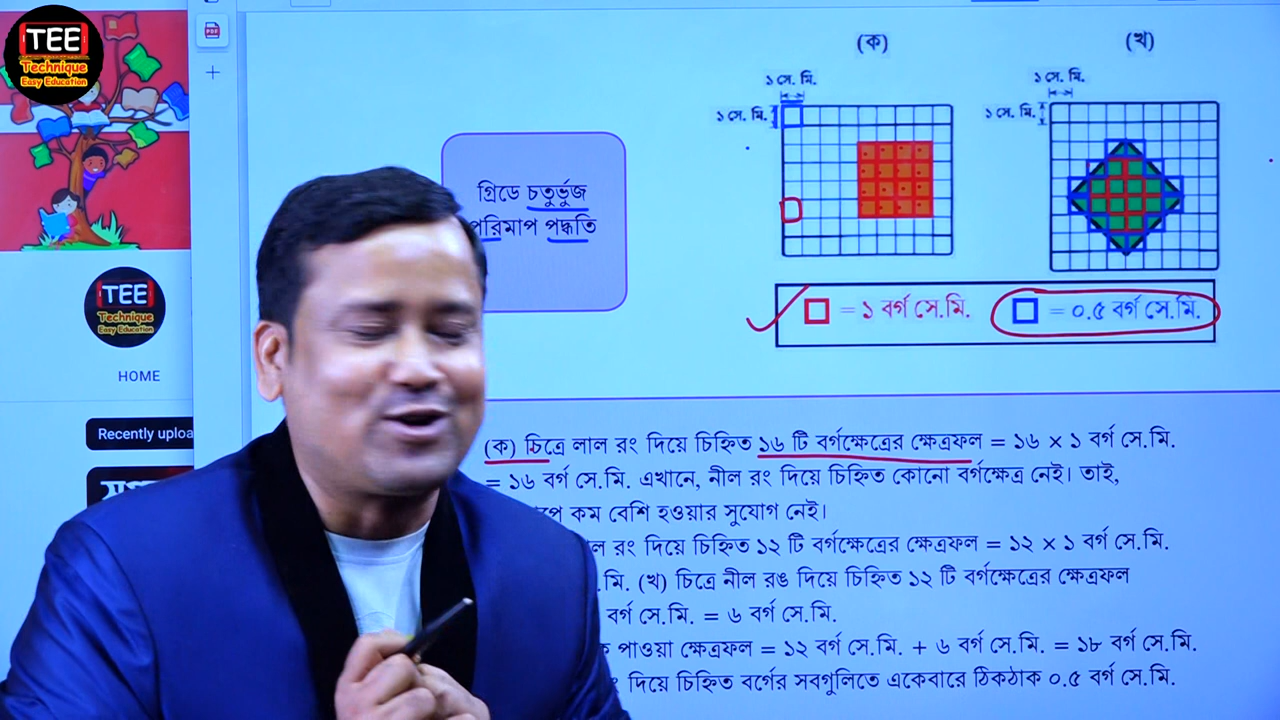 TEE
Technique
Easy Education
PDF
(ক)
(খ)
১ সে. মি.
১ সে. মি.
১ সে. মি.
১ সে. মি.
গ্রিডে চতুর্ভুজ
পরিমাপ পদ্ধতি
TEE
Technique
Easy Education
= ১ বর্গ সে.মি.
= ০.৫ বর্গ সে.মি.
HOME
Recently uploa
(ক) চিত্রে লাল রং দিয়ে চিহ্নিত ১৬ টি বর্গক্ষেত্রের ক্ষেত্রফল = ১৬ × ১ বর্গ সে.মি.
= ১৬ বর্গ সে.মি. এখানে, নীল রং দিয়ে চিহ্নিত কোনো বর্গক্ষেত্র নেই। তাই,
কম বেশি হওয়ার সুযোগ নেই।
রং দিয়ে চিহ্নিত ১২ টি বর্গক্ষেত্রের ক্ষেত্রফল = ১২ × ১ বর্গ সে.মি.
.মি. (খ) চিত্রে নীল রঙ দিয়ে চিহ্নিত ১২ টি বর্গক্ষেত্রের ক্ষেত্রফল
বর্গ সে.মি. = ৬ বর্গ সে.মি.
পাওয়া ক্ষেত্রফল = ১২ বর্গ সে.মি. + ৬ বর্গ সে.মি. = ১৮ বর্গ সে.মি.
দিয়ে চিহ্নিত বর্গের সবগুলিতে একেবারে ঠিকঠাক ০.৫ বর্গ সে.মি.